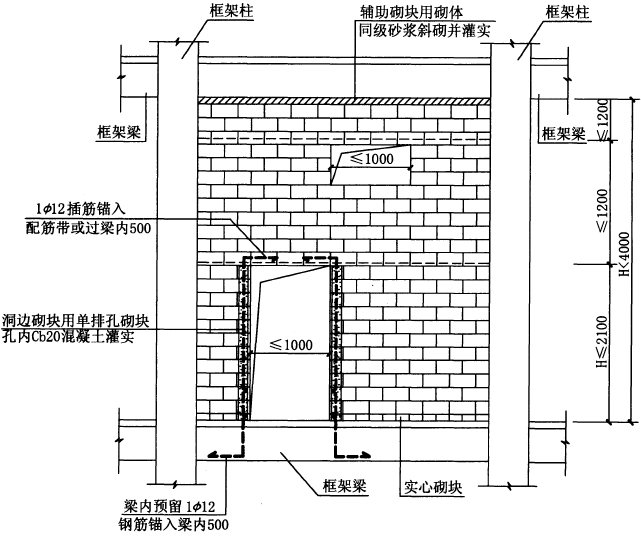 框架柱
辅助砌块用砌体
同级砂浆斜砌并灌实
框架柱
框架梁
框架梁
≤1200
≤1000
1φ12插筋锚入
配筋带或过梁内500
≤1200
H<4000
洞边砌块用单排孔砌块
孔内Cb20混凝土灌实
≤1000
H≤2100
梁内预留1φ12
钢筋锚入梁内500
框架梁
实心砌块